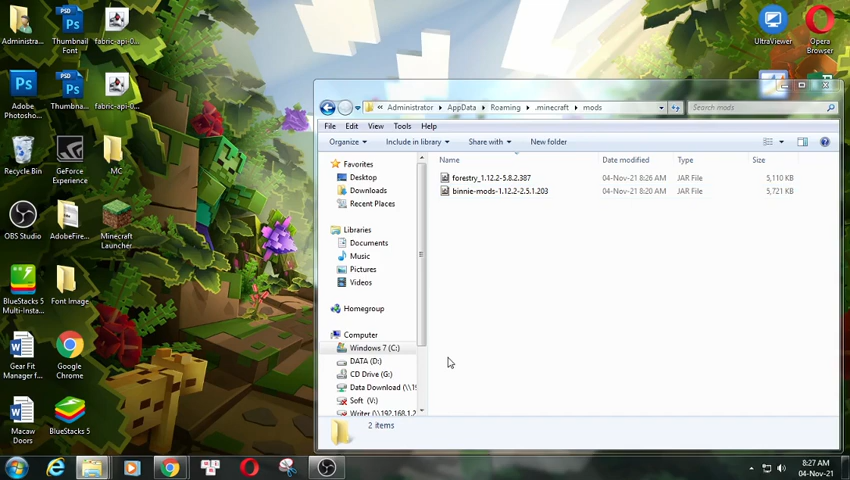 Administra...
Thumbnail
Font
fabric-api-0...
Adobe
Photosho...
Thumbna...
fabric-api-0...
Recycle Bin
GeForce
Experience
MC
OBS Studio
AdobeFire...
Minecraft
Launcher
BlueStacks 5
Multi-Insta...
Font Image
Gear Fit
Manager f...
Google
Chrome
Macaw
Doors
BlueStacks 5
UltraViewer
Opera
Browser
« Administrator AppData Roaming .minecraft mods
Search mods
File Edit View Tools Help
Organize Include in library Share with New folder
Favorites
Desktop
Downloads
Recent Places
Libraries
Documents
Music
Pictures
Videos
Homegroup
Computer
Windows 7 (C:)
DATA (D:)
CD Drive (G:)
Data Download (\\19
Soft (V:)
Writer (\\192.168.1.2
Name Date modified Type Size
forestry_1.12.2-5.8.2.387 04-Nov-21 8:26 AM JAR File 5,110 KB
binnie-mods-1.12.2-2.5.1.203 04-Nov-21 8:20 AM JAR File 5,721 KB
2 items
8:27 AM
04-Nov-21